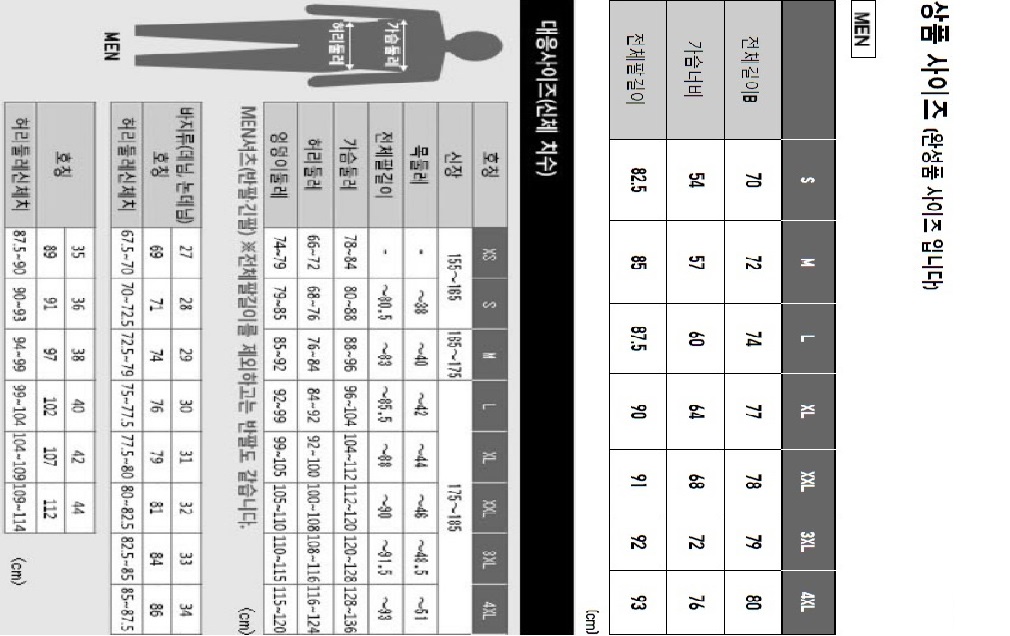 상품 사이즈 (완성품 사이즈 입니다)
MEN
S M L XL XXL 3XL 4XL
전체길이B 70 72 74 77 78 79 80
가슴너비 54 57 60 64 68 72 76
전체팔길이 82.5 85 87.5 90 91 92 93
(cm)
대응사이즈(신체 치수)
가슴둘레
허리둘레
MEN
호칭 XS S M L XL XXL 3XL 4XL
신장 155~165 165~175 175~185
목둘레 - ~38 ~40 ~42 ~44 ~46 ~48.5 ~51
전체팔길이 - ~80.5 ~83 ~85.5 ~88 ~90 ~91.5 ~93
가슴둘레 78~84 80~88 88~96 96~104 104~112 112~120 120~128 128~136
허리둘레 66~72 68~76 76~84 84~92 92~100 100~108 108~116 116~124
엉덩이둘레 74~79 79~85 85~92 92~99 99~105 105~110 110~115 115~120
MEN셔츠(반팔·긴팔) ※전체팔길이를 제외하고는 반팔도 같습니다.
(cm)
바지류(데님, 논데님)
호칭 27 28 29 30 31 32 33 34
69 71 74 76 79 81 84 86
허리둘레신체치 67.5~70 70~72.5 72.5~79 75~77.5 77.5~80 80~82.5 82.5~85 85~87.5
호칭 35 36 38 40 42 44
89 91 97 102 107 112
허리둘레신체치 87.5~90 90~93 94~99 99~104 104~109 109~114
(cm)